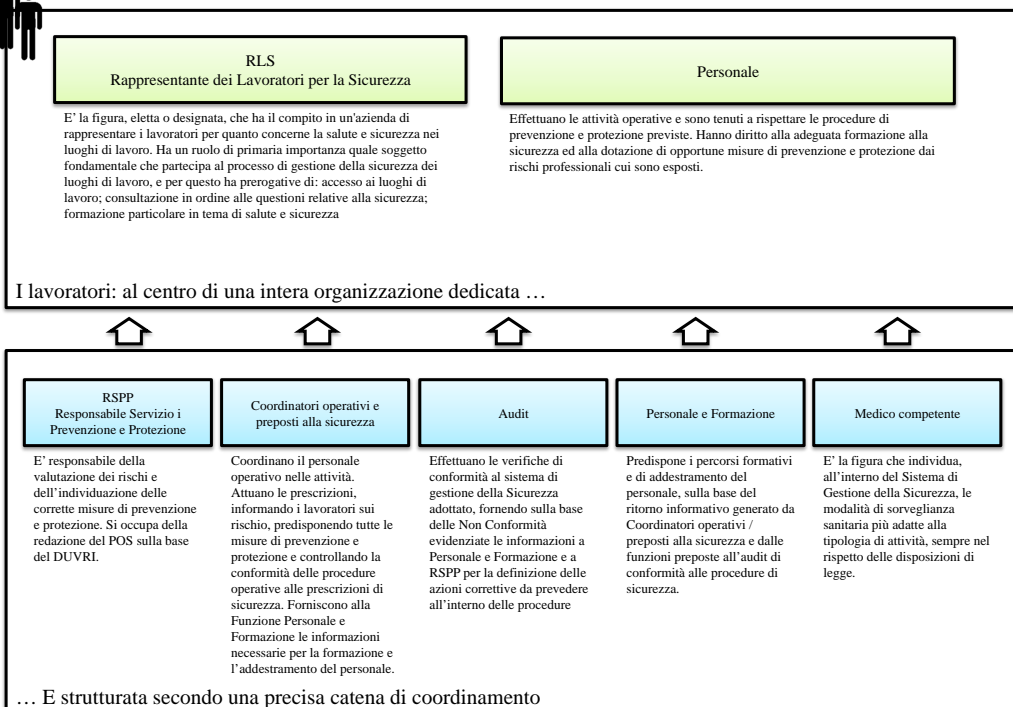 RLS
Rappresentante dei Lavoratori per la Sicurezza
E' la figura, eletta o designata, che ha il compito in un'azienda di
rappresentare i lavoratori per quanto concerne la salute e sicurezza nei
luoghi di lavoro. Ha un ruolo di primaria importanza quale soggetto
fondamentale che partecipa al processo di gestione della sicurezza dei
luoghi di lavoro, e per questo ha prerogative di: accesso ai luoghi di
lavoro; consultazione in ordine alle questioni relative alla sicurezza;
formazione particolare in tema di salute e sicurezza
Personale
Effettuano le attività operative e sono tenuti a rispettare le procedure di
prevenzione e protezione previste. Hanno diritto alla adeguata formazione alla
sicurezza ed alla dotazione di opportune misure di prevenzione e protezione dai
rischi professionali cui sono esposti.
I lavoratori: al centro di una intera organizzazione dedicata …
RSPP
Responsabile Servizio i
Prevenzione e Protezione
E' responsabile della
valutazione dei rischi e
dell'individuazione delle
corrette misure di prevenzione
e protezione. Si occupa della
redazione del POS sulla base
del DUVRI.
Coordinatori operativi e
preposti alla sicurezza
Coordinano il personale
operativo nelle attività.
Attuano le prescrizioni,
informando i lavoratori sui
rischio, predisponendo tutte le
misure di prevenzione e
protezione e controllando la
conformità delle procedure
operative alle prescrizioni di
sicurezza. Forniscono alla
Funzione Personale e
Formazione le informazioni
necessarie per la formazione e
l'addestramento del personale.
Audit
Effettuano le verifiche di
conformità al sistema di
gestione della Sicurezza
adottato, fornendo sulla base
delle Non Conformità
evidenziate le informazioni a
Personale e Formazione e a
RSPP per la definizione delle
azioni correttive da prevedere
all'interno delle procedure
Personale e Formazione
Predispone i percorsi formativi
e di addestramento del
personale, sulla base del
ritorno informativo generato da
Coordinatori operativi /
preposti alla sicurezza e dalle
funzioni preposte all'audit di
conformità alle procedure di
sicurezza.
Medico competente
E' la figura che individua,
all'interno del Sistema di
Gestione della Sicurezza, le
modalità di sorveglianza
sanitaria più adatte alla
tipologia di attività, sempre nel
rispetto delle disposizioni di
legge.
… E strutturata secondo una precisa catena di coordinamento